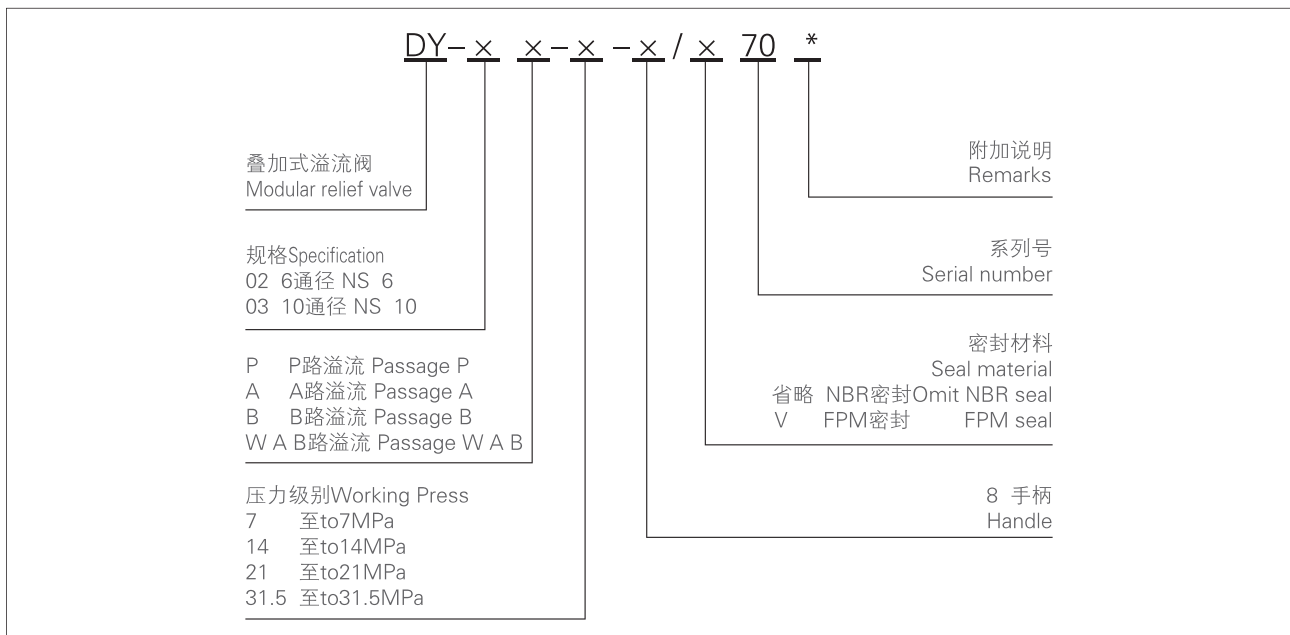 DY-× ×-×-×/×70 *
叠加式溢流阀
Modular relief valve
规格Specification
02 6通径 NS 6
03 10通径 NS 10
P P路溢流 Passage P
A A路溢流 Passage A
B B路溢流 Passage B
W A B路溢流 Passage W A B
压力级别Working Press
7 至to7MPa
14 至to14MPa
21 至to21MPa
31.5 至to31.5MPa
附加说明
Remarks
系列号
Serial number
密封材料
Seal material
省略 NBR密封Omit NBR seal
V FPM密封 FPM seal
8 手柄
Handle